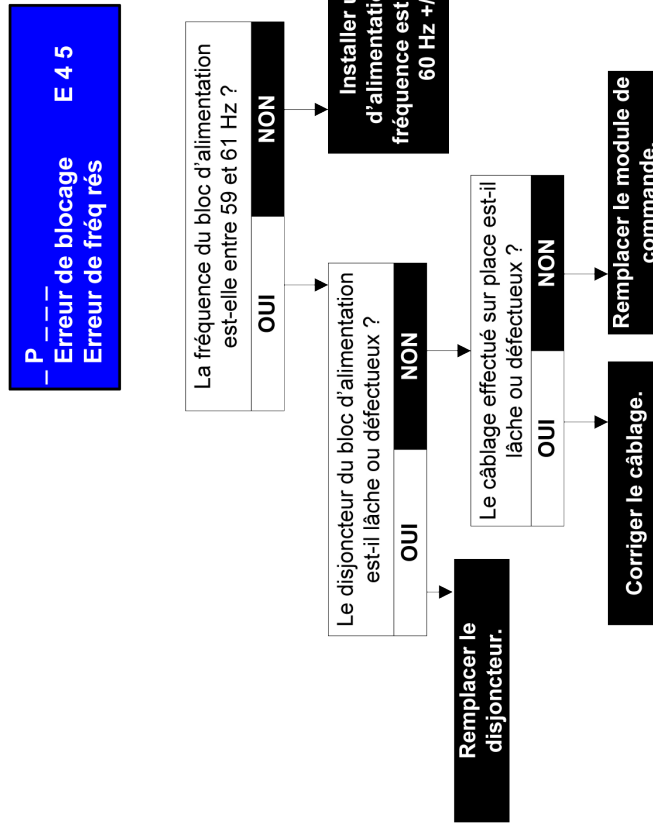 _ P _ _ _
Erreur de blocage E 4 5
Erreur de fréq rés
La fréquence du bloc d'alimentation
est-elle entre 59 et 61 Hz ?
OUI NON
Installer
d'alimentatio
fréquence est
60 Hz +/
Le disjoncteur du bloc d'alimentation
est-il lâche ou défectueux ?
OUI NON
Remplacer le
disjoncteur.
Le câblage effectué sur place est-il
lâche ou défectueux ?
OUI NON
Corriger le câblage.
Remplacer le module de
commande.